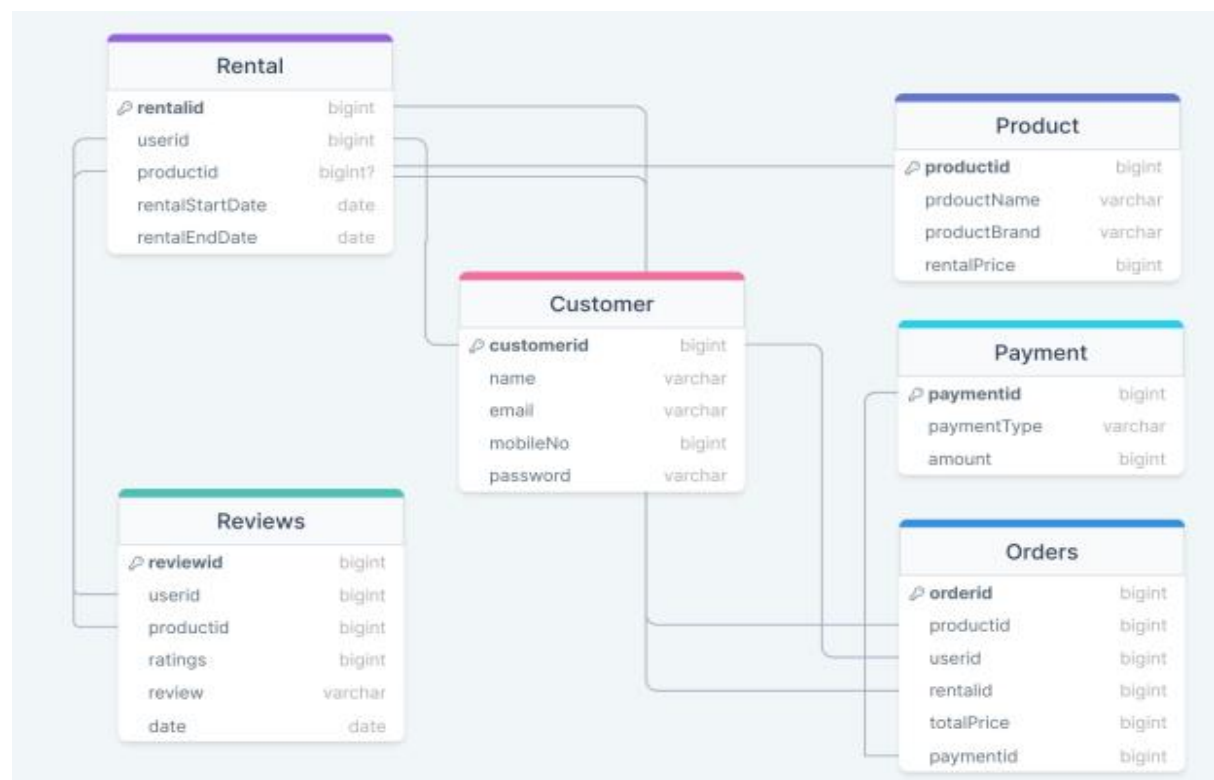 Rental
rentalid bigint
userid bigint
productid bigint?
rentalStartDate date
rentalEndDate date
Product
productid bigint
prdouctName varchar
productBrand varchar
rentalPrice bigint
Customer
customerid bigint
name varchar
email varchar
mobileNo bigint
password varchar
Payment
paymentid bigint
paymentType varchar
amount bigint
Reviews
reviewid bigint
userid bigint
productid bigint
ratings bigint
review varchar
date date
Orders
orderid bigint
productid bigint
userid bigint
rentalid bigint
totalPrice bigint
paymentid bigint